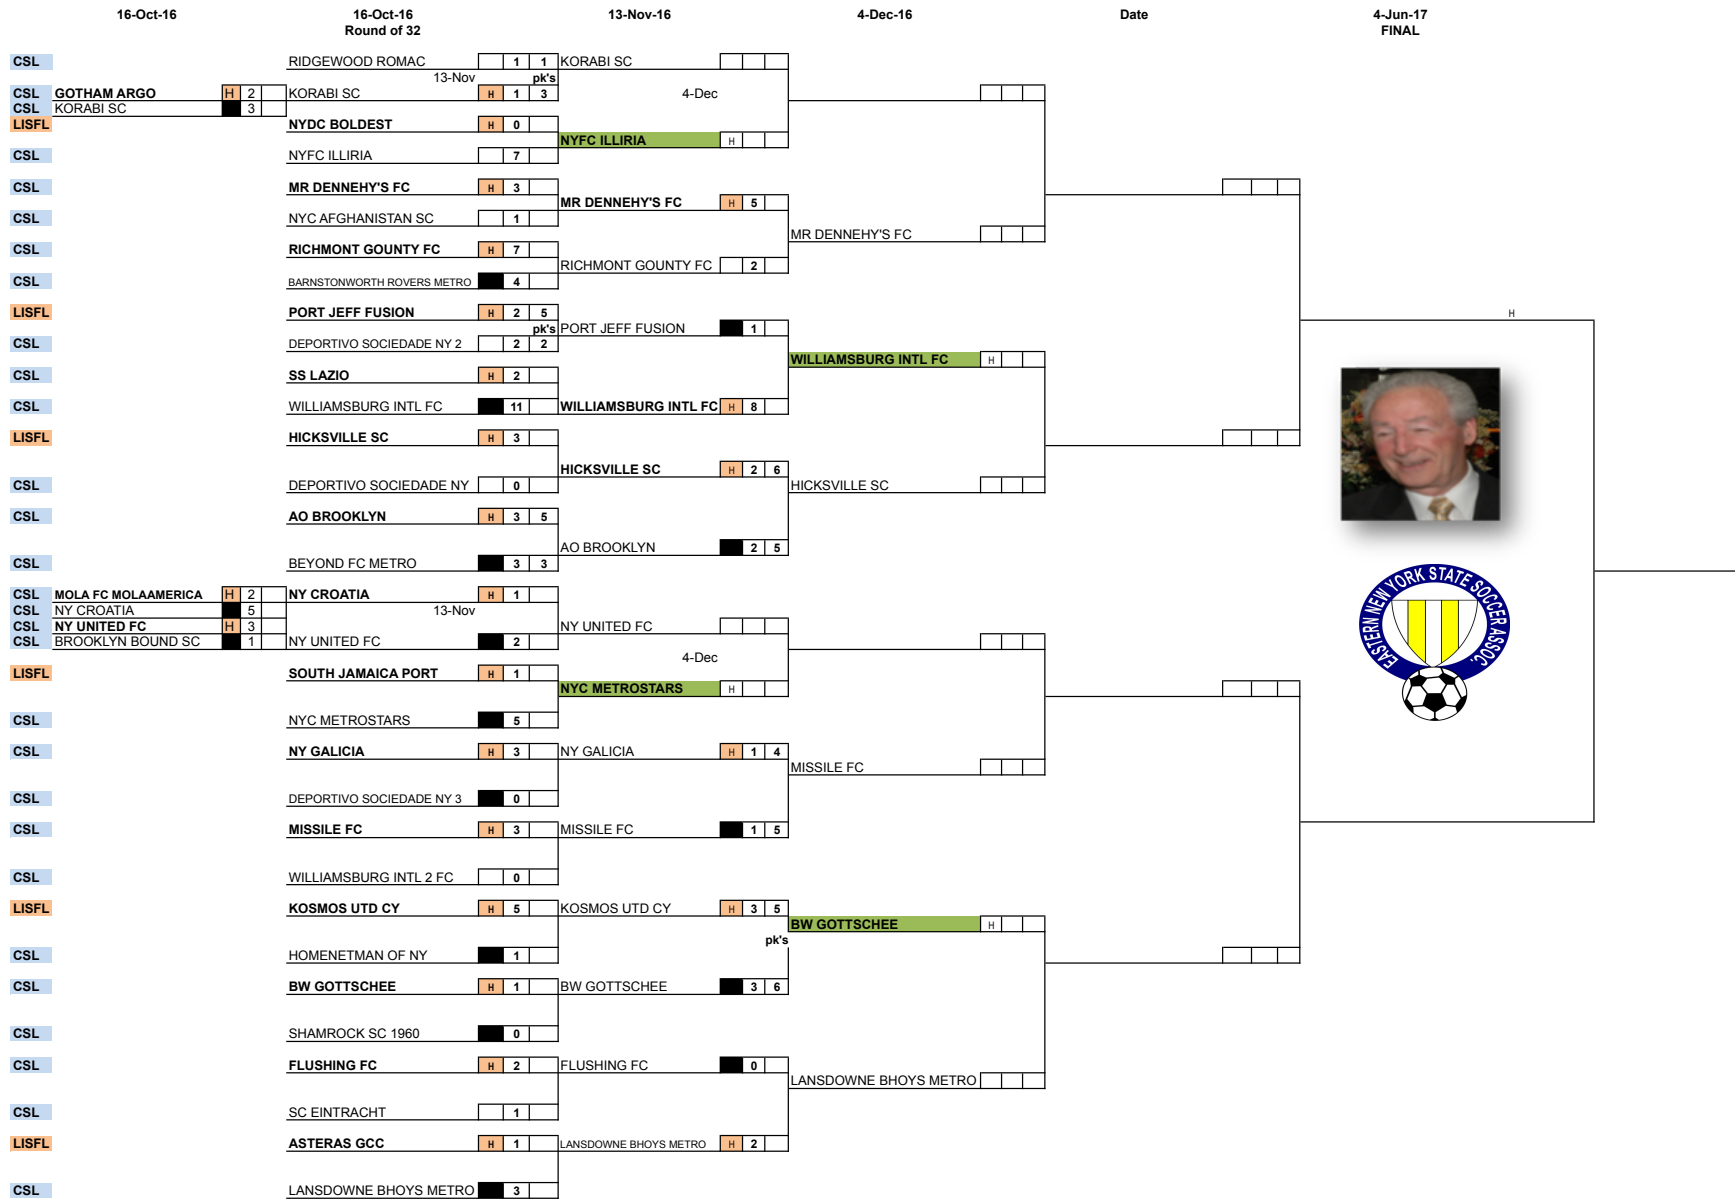 16-Oct-16 16-Oct-16 13-Nov-16 4-Dec-16 Date 4-Jun-17
Round of 32 FINAL
CSL RIDGEWOOD ROMAC 1 1 KORABI SC
13-Nov pk's
CSL GOTHAM ARGO H 2 KORABI SC H 1 3 4-Dec
CSL KORABI SC 3
LISFL NYDC BOLDEST H 0
NYFC ILLIRIA H
CSL NYFC ILLIRIA 7
CSL MR DENNEHY'S FC H 3
MR DENNEHY'S FC H 5
CSL NYC AFGHANISTAN SC 1
MR DENNEHY'S FC
CSL RICHMONT GOUNTY FC H 7
RICHMONT GOUNTY FC 2
CSL BARNSTONWORTH ROVERS METRO 4
LISFL PORT JEFF FUSION H 2 5 H
pk's PORT JEFF FUSION 1
CSL DEPORTIVO SOCIEDADE NY 2 2 2
WILLIAMSBURG INTL FC H
CSL SS LAZIO H 2
CSL WILLIAMSBURG INTL FC 11 WILLIAMSBURG INTL FC H 8
LISFL HICKSVILLE SC H 3
HICKSVILLE SC H 2 6
CSL DEPORTIVO SOCIEDADE NY 0 HICKSVILLE SC
CSL AO BROOKLYN H 3 5
AO BROOKLYN 2 5
CSL BEYOND FC METRO 3 3
CSL MOLA FC MOLAAMERICA H 2 NY CROATIA H 1
CSL NY CROATIA 5 13-Nov
CSL NY UNITED FC H 3 NY UNITED FC
CSL BROOKLYN BOUND SC 1 NY UNITED FC 2
4-Dec
LISFL SOUTH JAMAICA PORT H 1
NYC METROSTARS H
CSL NYC METROSTARS 5
CSL NY GALICIA H 3 NY GALICIA H 1 4
MISSILE FC
CSL DEPORTIVO SOCIEDADE NY 3 0
CSL MISSILE FC H 3 MISSILE FC 1 5
CSL WILLIAMSBURG INTL 2 FC 0
LISFL KOSMOS UTD CY H 5 KOSMOS UTD CY H 3 5
BW GOTTSCHEE H
pk's
CSL HOMENETMAN OF NY 1
CSL BW GOTTSCHEE H 1 BW GOTTSCHEE 3 6
CSL SHAMROCK SC 1960 0
CSL FLUSHING FC H 2 FLUSHING FC 0
LANSDOWNE BHOYS METRO
CSL SC EINTRACHT 1
LISFL ASTERAS GCC H 1 LANSDOWNE BHOYS METRO H 2
CSL LANSDOWNE BHOYS METRO 3
EASTERN NEW YORK STATE SOCCER ASSOC.